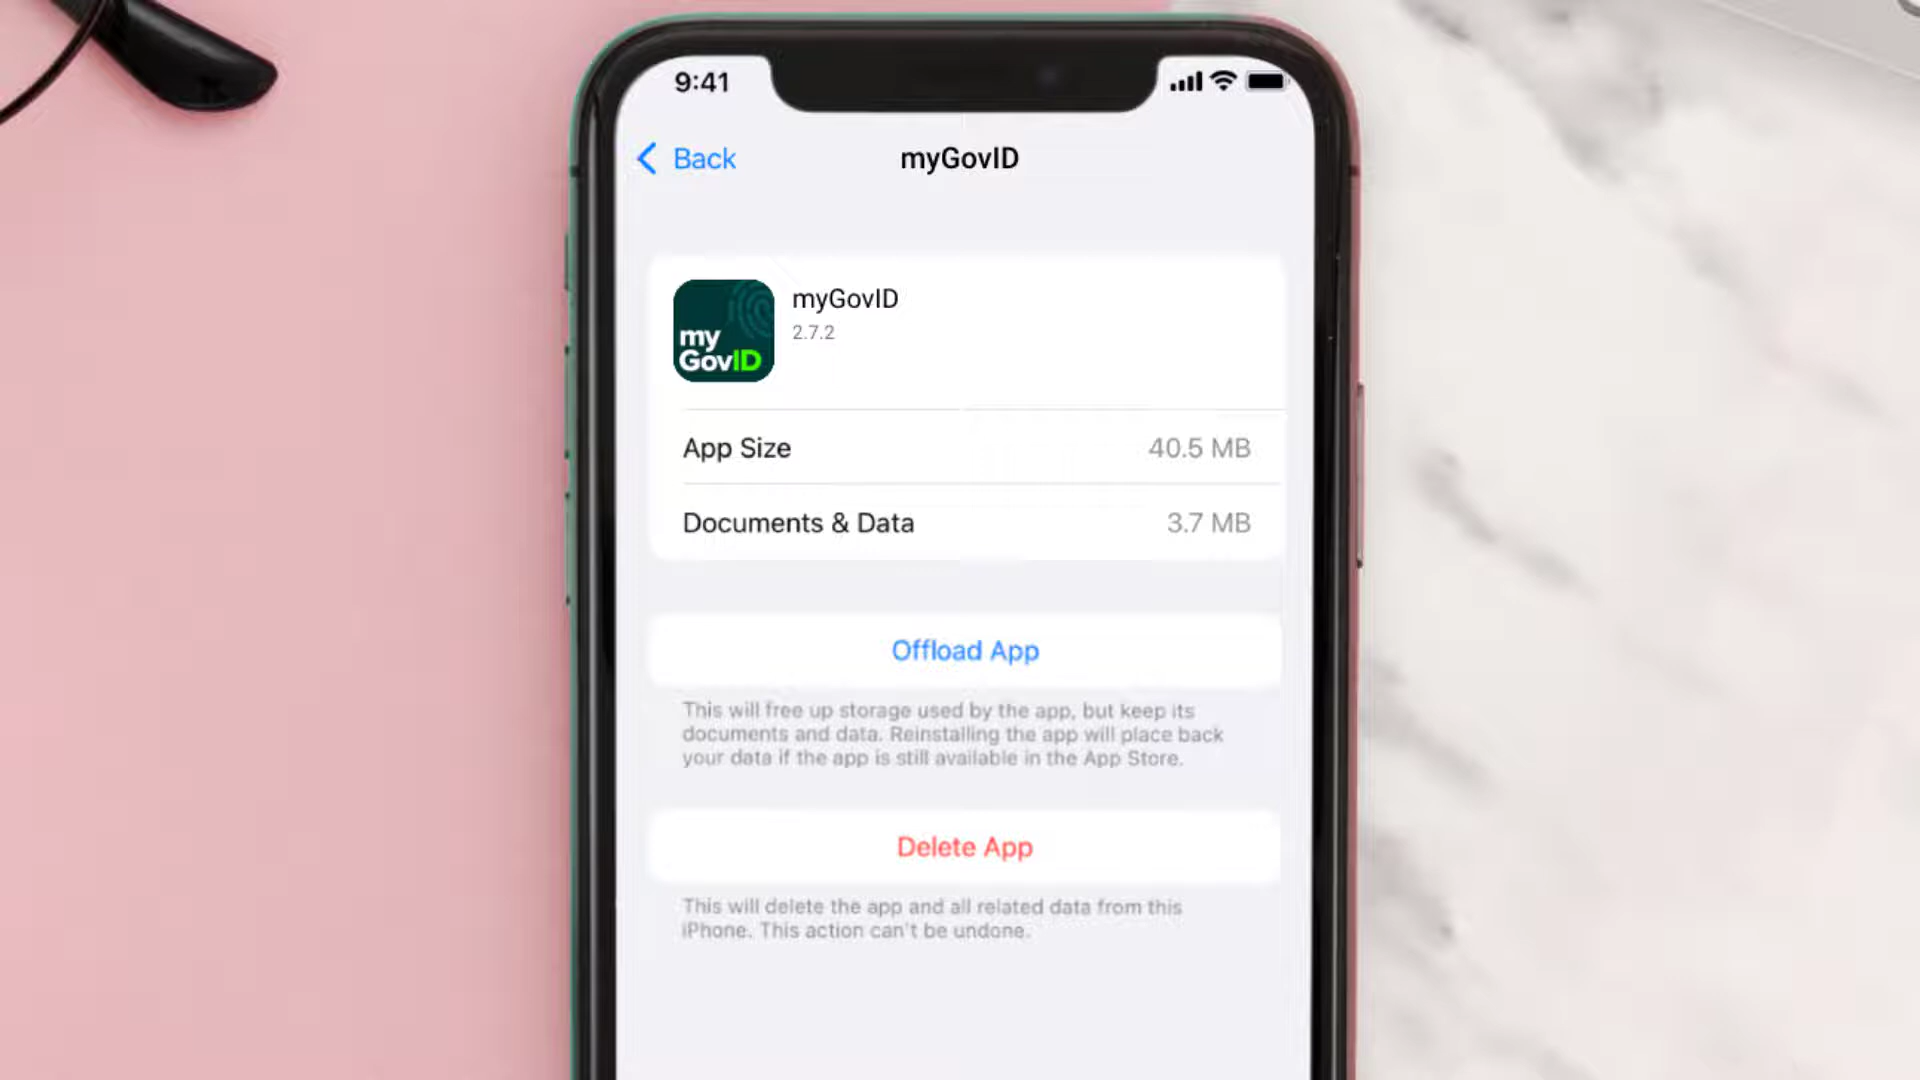 9:41
Back
myGovID
my
GovID
myGovID
2.7.2
App Size
40.5 MB
Documents & Data
3.7 MB
Offload App
This will free up storage used by the app, but keep its
documents and data. Reinstalling the app will place back
your data if the app is still available in the App Store.
Delete App
This will delete the app and all related data from this
iPhone. This action can't be undone.